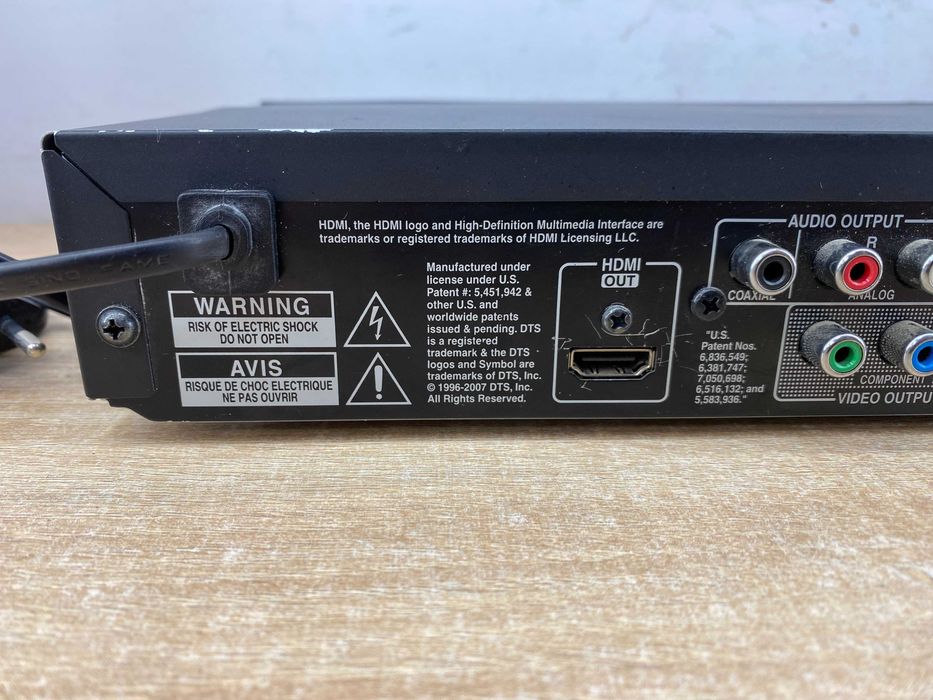 HDMI, the HDMI logo and High-Definition Multimedia Interface are
trademarks or registered trademarks of HDMI Licensing LLC.
WARNING
RISK OF ELECTRIC SHOCK
DO NOT OPEN
AVIS
RISQUE DE CHOC ELECTRIQUE
NE PAS OUVRIR
Manufactured under
license under U.S.
Patent #: 5,451,942 &
other U.S. and
worldwide patents
issued & pending. DTS
is a registered
trademark & the DTS
logos and Symbol are
trademarks of DTS, Inc.
© 1996-2007 DTS, Inc.
All Rights Reserved.
HDMI
OUT
"U.S.
Patent Nos.
6,836,549;
6,381,747;
7,050,698;
6,516,132; and
5,583,936."
AUDIO OUTPUT
R
COAXIAL
ANALOG
COMPONENT
VIDEO OUTPU